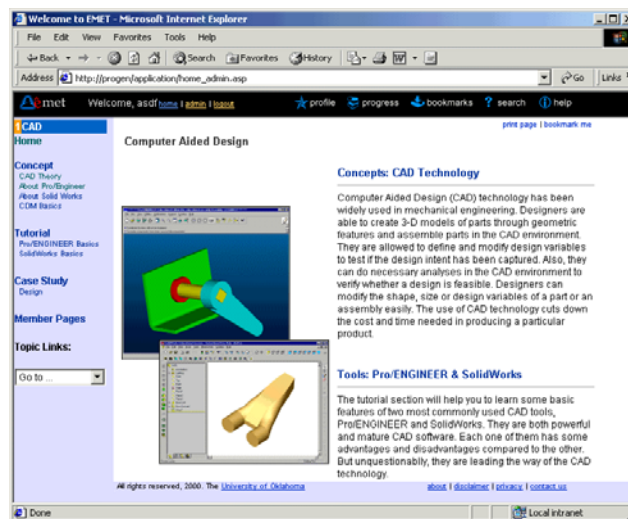 Welcome to EMET - Microsoft Internet Explorer
File Edit View Favorites Tools Help
Back Search Favorites History
Address http://progen/application/home_admin.asp Go Links
emet Welcome, asdf home | admin | logout profile progress bookmarks ? search help
1 CAD
print page | bookmark me
Home
Computer Aided Design
Concept
CAD Theory
About Pro/Engineer
About Solid Works
CDM Basics
Tutorial
Pro/ENGINEER Basics
SolidWorks Basics
Case Study
Design
Member Pages
Topic Links:
Go to ...
Concepts: CAD Technology
Computer Aided Design (CAD) technology has been
widely used in mechanical engineering. Designers are
able to create 3-D models of parts through geometric
features and assemble parts in the CAD environment.
They are allowed to define and modify design variables
to test if the design intent has been captured. Also, they
can do necessary analyses in the CAD environment to
verify whether a design is feasible. Designers can
modify the shape, size or design variables of a part or an
assembly easily. The use of CAD technology cuts down
the cost and time needed in producing a particular
product.
Tools: Pro/ENGINEER & SolidWorks
The tutorial section will help you to learn some basic
features of two most commonly used CAD tools,
Pro/ENGINEER and SolidWorks. They are both powerful
and mature CAD software. Each one of them has some
advantages and disadvantages compared to the other.
But unquestionably, they are leading the way of the CAD
technology.
All rights reserved, 2000. The University of Oklahoma about | disclaimer | privacy | contact us
Done Local intranet